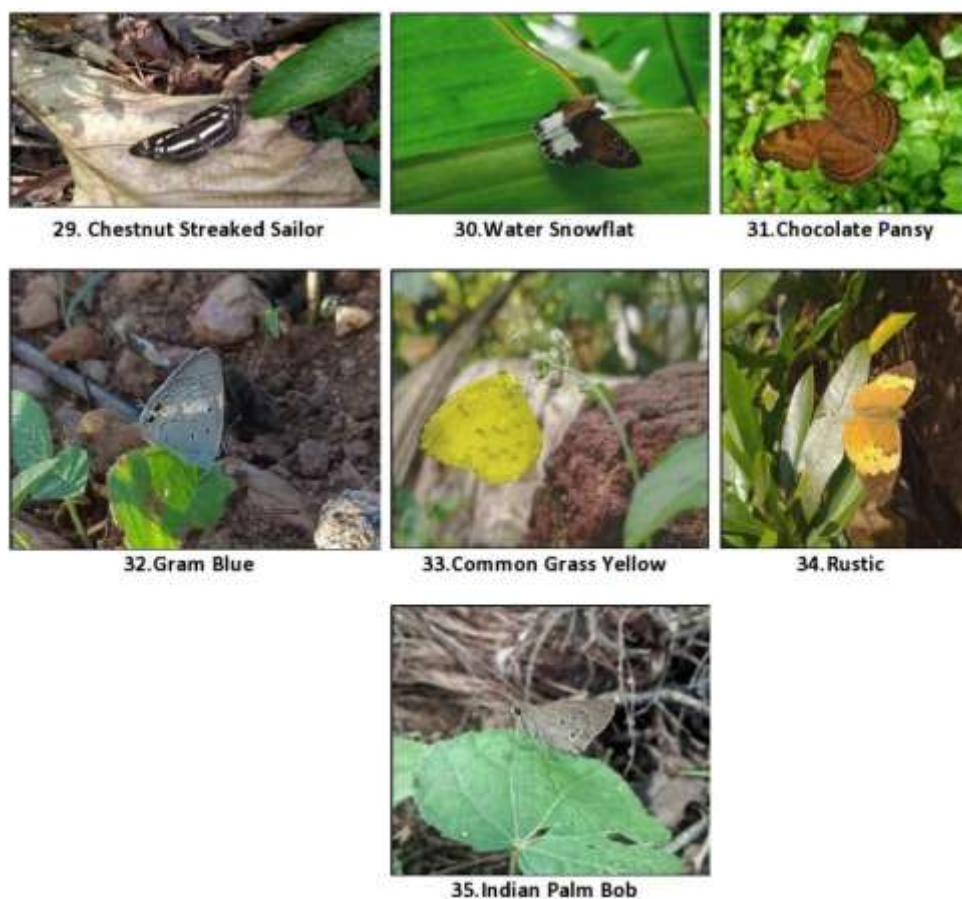 29. Chestnut Streaked Sailor
30.Water Snowflat
31.Chocolate Pansy
32.Gram Blue
33.Common Grass Yellow
34.Rustic
35.Indian Palm Bob